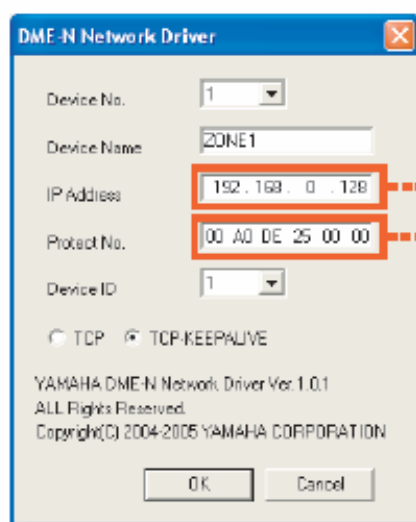 DME-N Network Driver
Device No. 1
Device Name ZONE1
IP Address 192 . 168 . 0 . 128
Protect No. 00 A0 DE 25 00 00
Device ID 1
TCP TCP-KEEPALIVE
YAMAHA DME-N Network Driver Ver.1.0.1
ALL Rights Reserved.
Copyright(C) 2004-2005 YAMAHA CORPORATION
OK Cancel